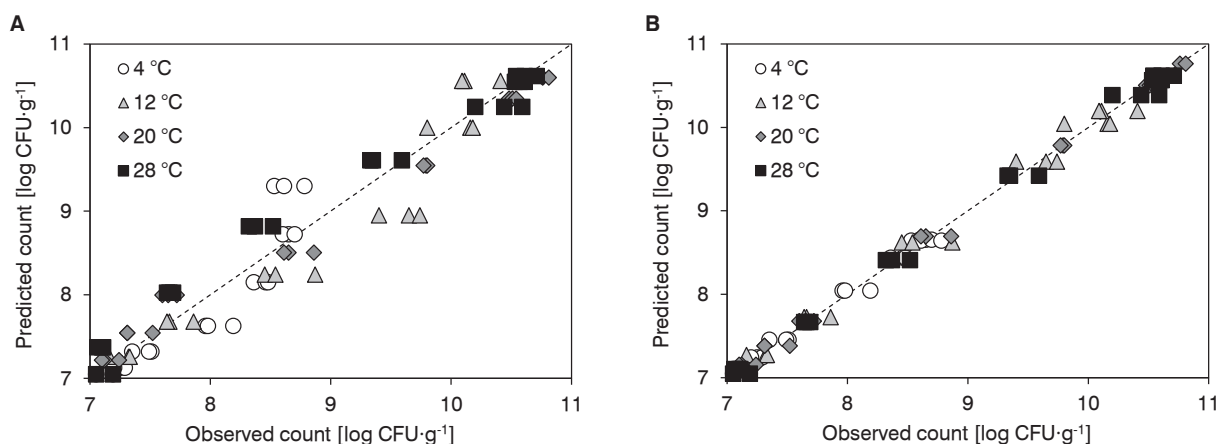 A
Predicted count [log CFU·g⁻¹]
11
10
9
8
7
4 °C
12 °C
20 °C
28 °C
7 8 9 10 11
Observed count [log CFU·g⁻¹]
B
Predicted count [log CFU·g⁻¹]
11
10
9
8
7
4 °C
12 °C
20 °C
28 °C
7 8 9 10 11
Observed count [log CFU·g⁻¹]